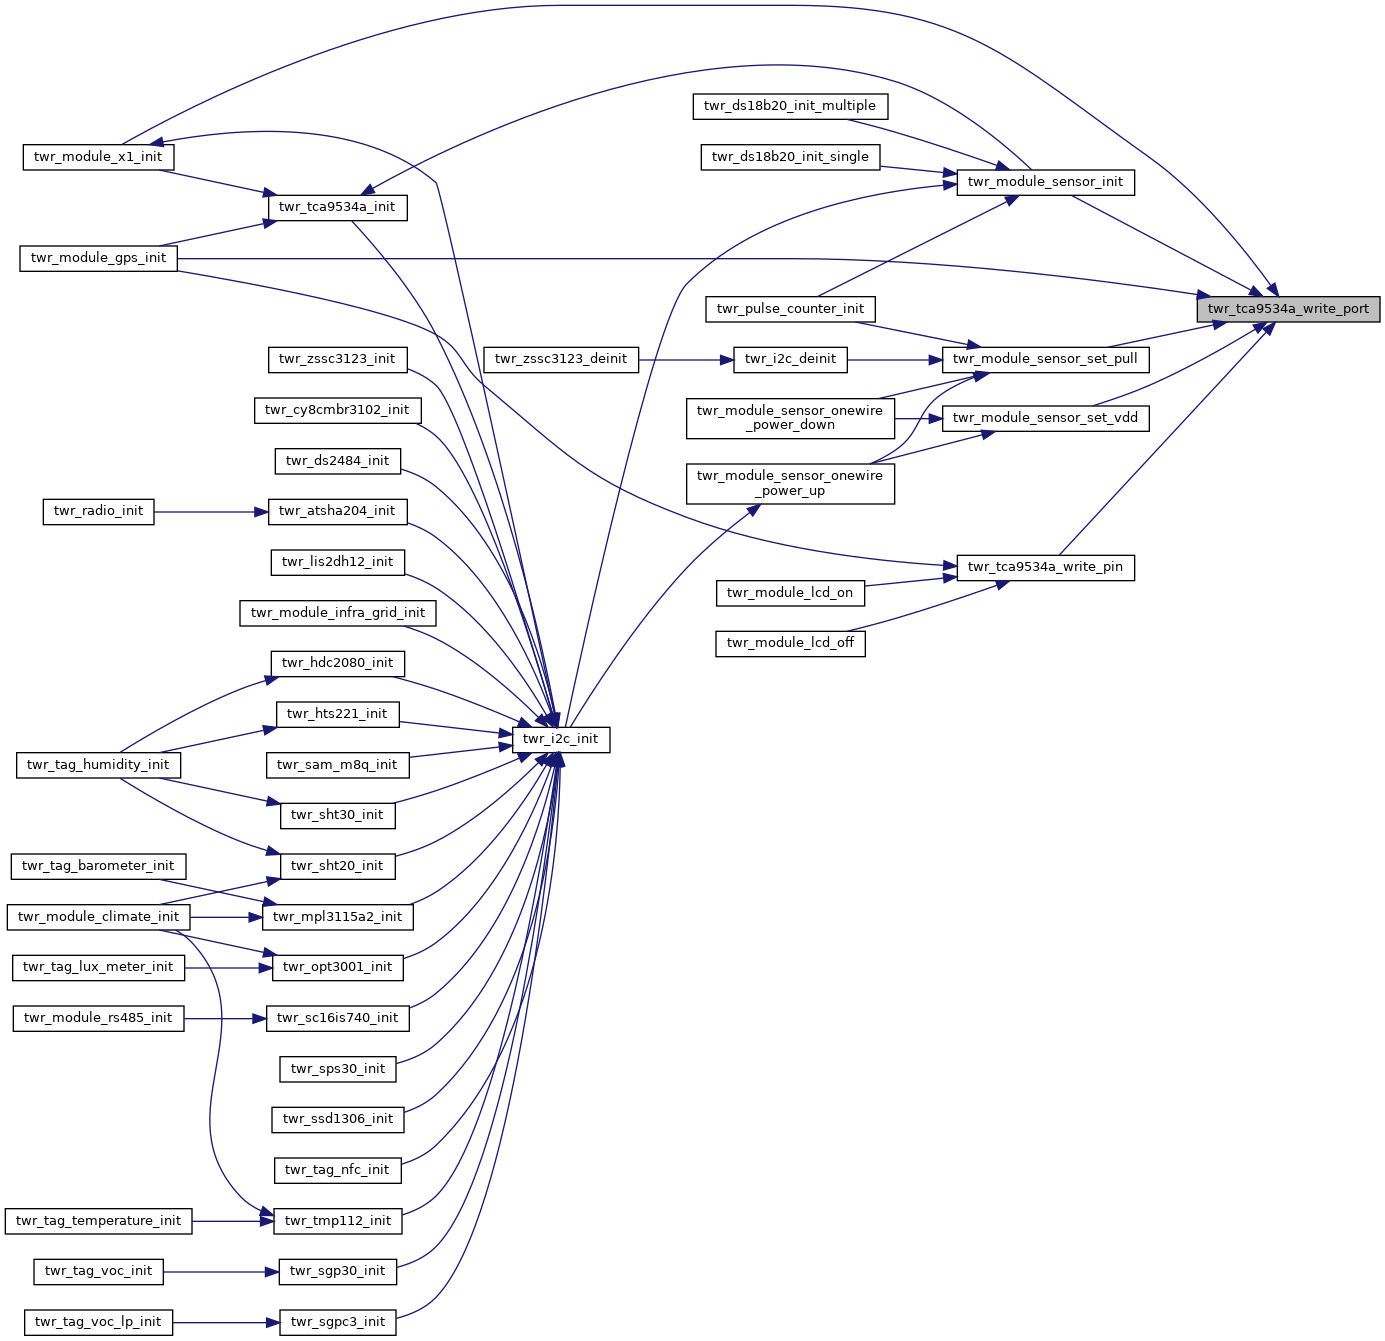 twr_ds18b20_init_multiple
twr_module_x1_init
twr_ds18b20_init_single
twr_module_sensor_init
twr_tca9534a_init
twr_module_gps_init
twr_pulse_counter_init
twr_tca9534a_write_port
twr_zssc3123_init
twr_zssc3123_deinit
twr_i2c_deinit
twr_module_sensor_set_pull
twr_cy8cmbr3102_init
twr_module_sensor_onewire
_power_down
twr_module_sensor_set_vdd
twr_ds2484_init
twr_module_sensor_onewire
_power_up
twr_radio_init
twr_atsha204_init
twr_lis2dh12_init
twr_tca9534a_write_pin
twr_module_lcd_on
twr_module_infra_grid_init
twr_module_lcd_off
twr_hdc2080_init
twr_hts221_init
twr_i2c_init
twr_tag_humidity_init
twr_sam_m8q_init
twr_sht30_init
twr_tag_barometer_init
twr_sht20_init
twr_module_climate_init
twr_mpl3115a2_init
twr_tag_lux_meter_init
twr_opt3001_init
twr_module_rs485_init
twr_sc16is740_init
twr_sps30_init
twr_ssd1306_init
twr_tag_nfc_init
twr_tag_temperature_init
twr_tmp112_init
twr_tag_voc_init
twr_sgp30_init
twr_tag_voc_lp_init
twr_sgpc3_init